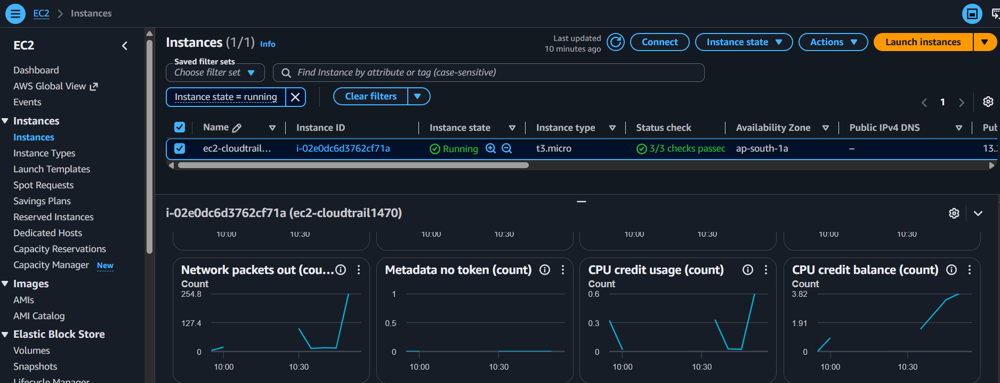 EC2 Instances
EC2
Dashboard
AWS Global View
Events
Instances
Instances
Instance Types
Launch Templates
Spot Requests
Savings Plans
Reserved Instances
Dedicated Hosts
Capacity Reservations
Capacity Manager New
Images
AMIs
AMI Catalog
Elastic Block Store
Volumes
Snapshots
Lifecycle Manager
Instances (1/1) Info
Last updated
10 minutes ago
Connect
Instance state
Actions
Launch instances
Saved filter sets
Choose filter set
Find Instance by attribute or tag (case-sensitive)
Instance state = running
Clear filters
1
Name Instance ID Instance state Instance type Status check Availability Zone Public IPv4 DNS Pub
ec2-cloudtrail... i-02e0dc6d3762cf71a Running t3.micro 3/3 checks passec ap-south-1a – 13.
i-02e0dc6d3762cf71a (ec2-cloudtrail1470)
10:00 10:30 10:00 10:30 10:00 10:30 10:00 10:30
Network packets out (cou...
Count
254.8
127.4
0
10:00 10:30
Metadata no token (count)
1
0.5
0
10:00 10:30
CPU credit usage (count)
Count
0.6
0.3
0
10:00 10:30
CPU credit balance (count)
Count
3.82
1.91
0
10:00 10:30